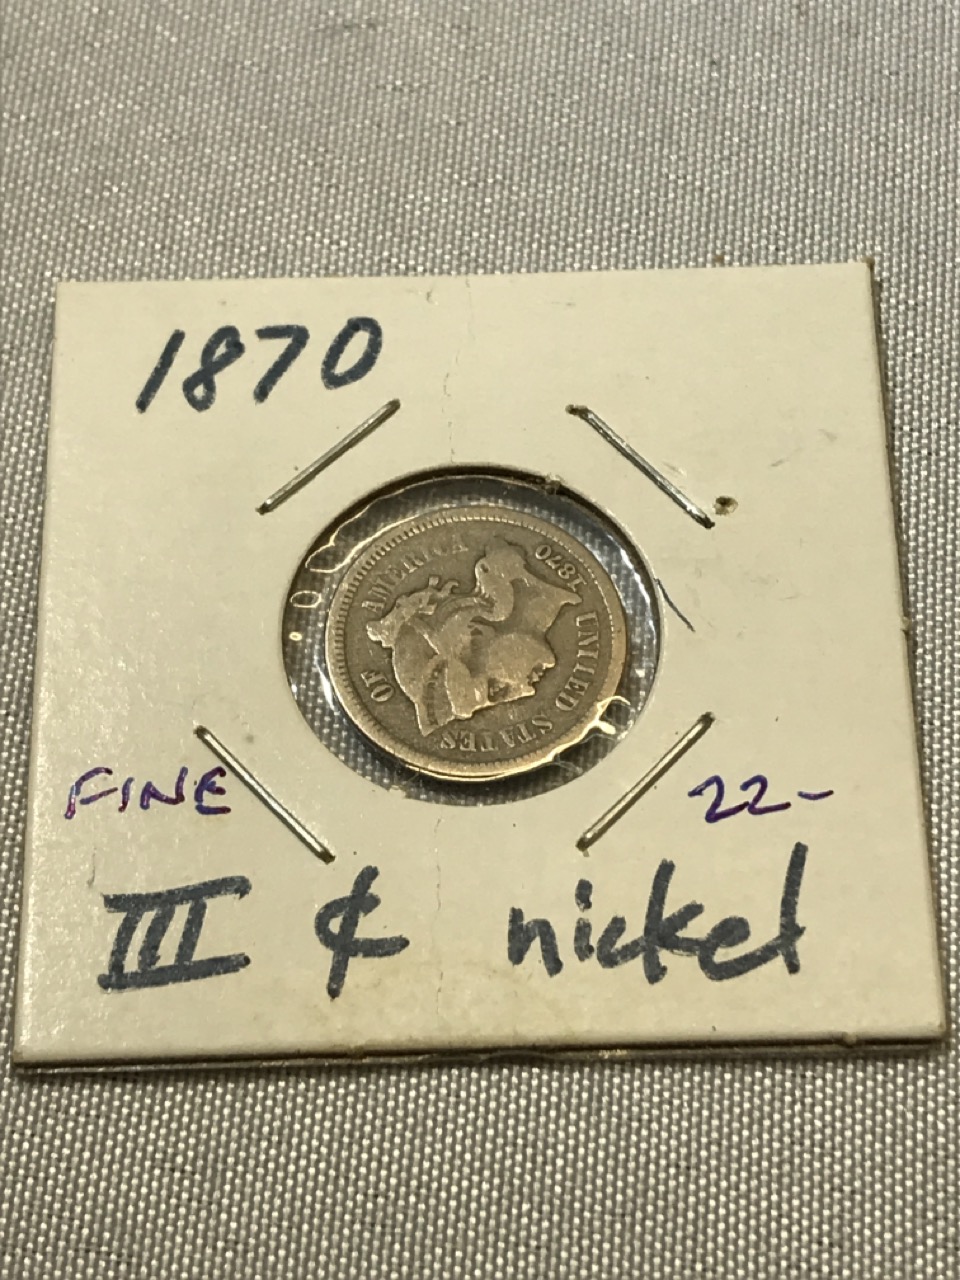 1870
UNITED STATES OF AMERICA
1870
FINE
22-
III ¢ nickel